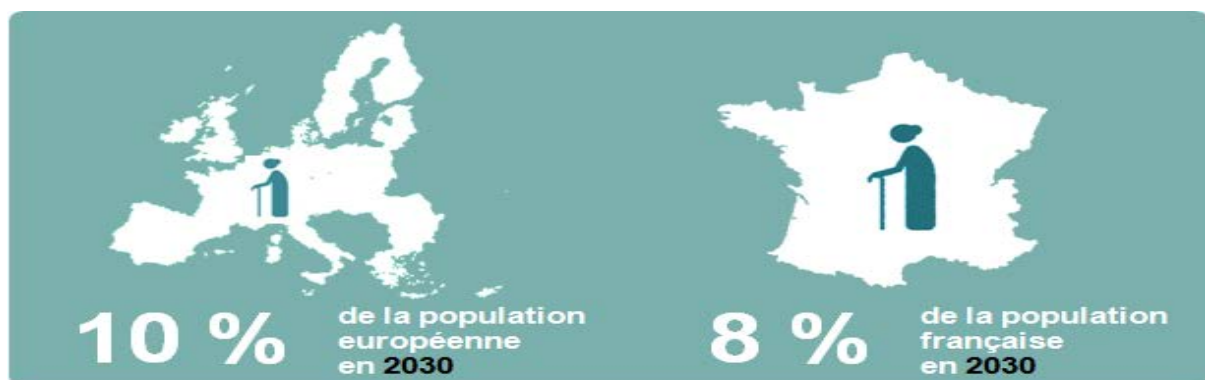 10 %
de la population
européenne
en 2030
8 %
de la population
française
en 2030